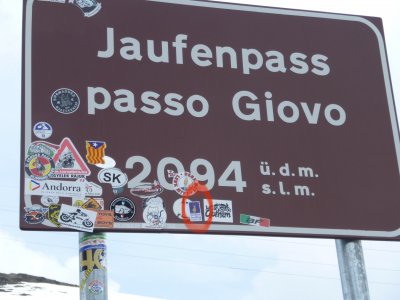 Jaufenpass
passo Giovo
2094 ü.d.m.
s.l.m.
SK
Andorra